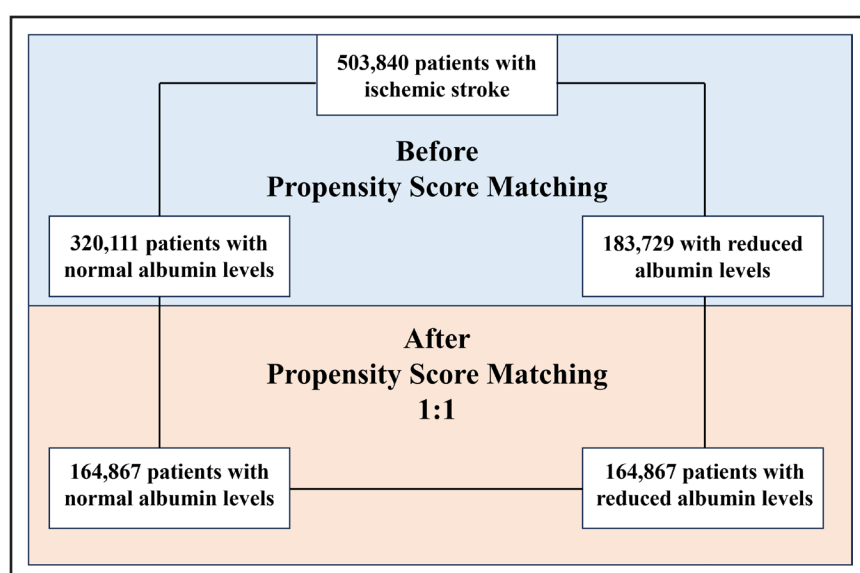 503,840 patients with
ischemic stroke
Before
Propensity Score Matching
320,111 patients with
normal albumin levels
183,729 with reduced
albumin levels
After
Propensity Score Matching
1:1
164,867 patients with
normal albumin levels
164,867 patients with
reduced albumin levels